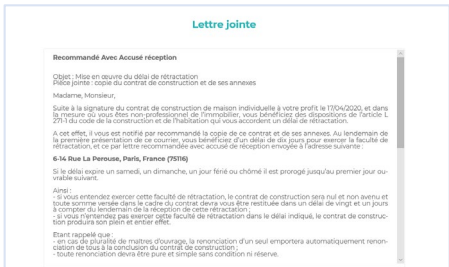 Lettre jointe
Recommandé Avec Accusé réception
Objet : Mise en œuvre du délai de rétractation
Pièce jointe : copie du contrat de construction et de ses annexes
Madame, Monsieur,
Suite à la signature du contrat de construction de maison individuelle à votre profit le 17/04/2020, et dans
la mesure où vous êtes non-professionnel de l'immobilier, vous bénéficiez des dispositions de l'article L
271-1 du code de la construction et de l'habitation qui vous accordent un délai de rétractation.
A cet effet, il vous est notifié par recommandé la copie de ce contrat et de ses annexes. Au lendemain de
la première présentation de ce courrier, vous bénéficiez d'un délai de dix jours pour exercer la faculté de
rétractation, et ce par lettre recommandée avec accusé de réception envoyée à l'adresse suivante :
6-14 Rue La Perouse, Paris, France (75116)
Si le délai expire un samedi, un dimanche, un jour férié ou chômé il est prorogé jusqu'au premier jour ou-
vrable suivant.
Ainsi :
- si vous entendez exercer cette faculté de rétractation, le contrat de construction sera nul et non avenu et
toute somme versée dans le cadre du contrat devra vous être restituée dans un délai de vingt et un jours
à compter du lendemain de la réception de cette rétractation ;
- si vous n'entendez pas exercer cette faculté de rétractation dans le délai indiqué, le contrat de construc-
tion produira son plein et entier effet.
Etant rappelé que :
- en cas de pluralité de maîtres d'ouvrage, la renonciation d'un seul emportera automatiquement renon-
ciation de tous à la conclusion du contrat de construction ;
- toute renonciation devra être pure et simple sans condition ni réserve.